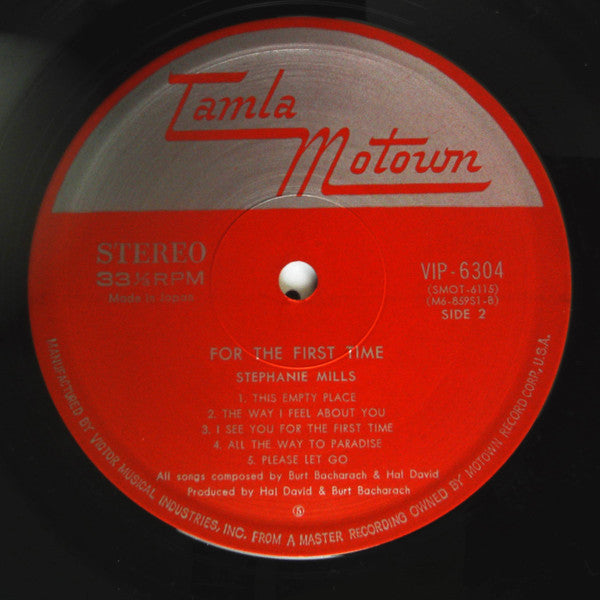 Tamla
Motown
STEREO
33⅓RPM
Made in Japan
VIP-6304
(SMOT-6115)
(M6-859S1-B)
SIDE 2
FOR THE FIRST TIME
STEPHANIE MILLS
1. THIS EMPTY PLACE
2. THE WAY I FEEL ABOUT YOU
3. I SEE YOU FOR THE FIRST TIME
4. ALL THE WAY TO PARADISE
5. PLEASE LET GO
All songs composed by Burt Bacharach & Hal David
Produced by Hal David & Burt Bacharach
MANUFACTURED BY VICTOR MUSICAL INDUSTRIES, INC. FROM A MASTER RECORDING OWNED BY MOTOWN RECORD CORP, U.S.A.